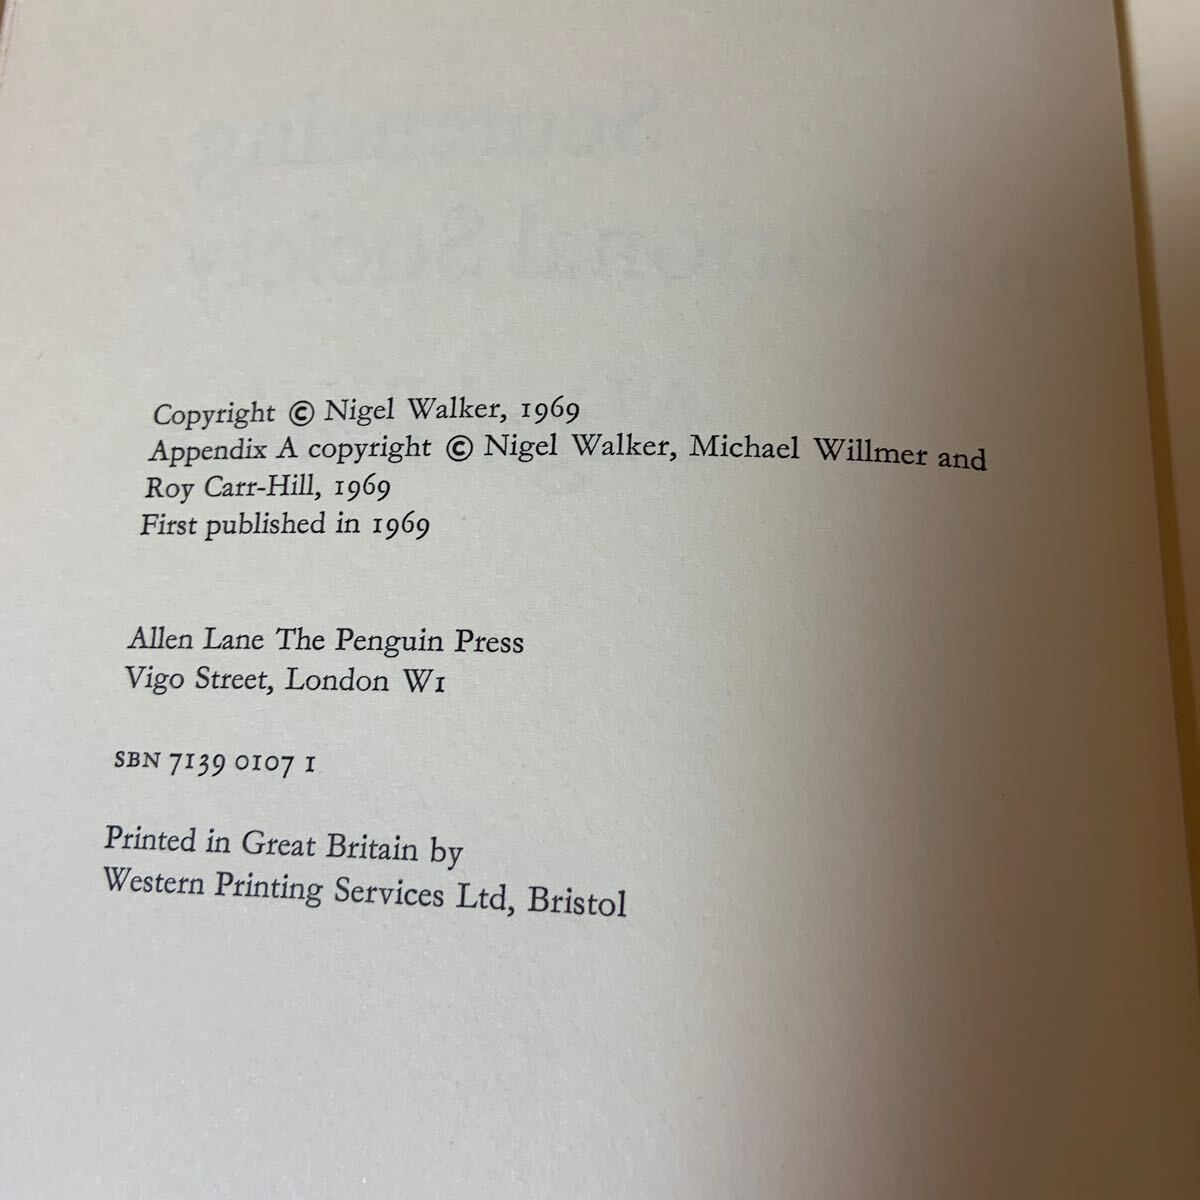 Copyright © Nigel Walker, 1969
Appendix A copyright © Nigel Walker, Michael Willmer and
Roy Carr-Hill, 1969
First published in 1969
Allen Lane The Penguin Press
Vigo Street, London W1
SBN 7139 0107 1
Printed in Great Britain by
Western Printing Services Ltd, Bristol